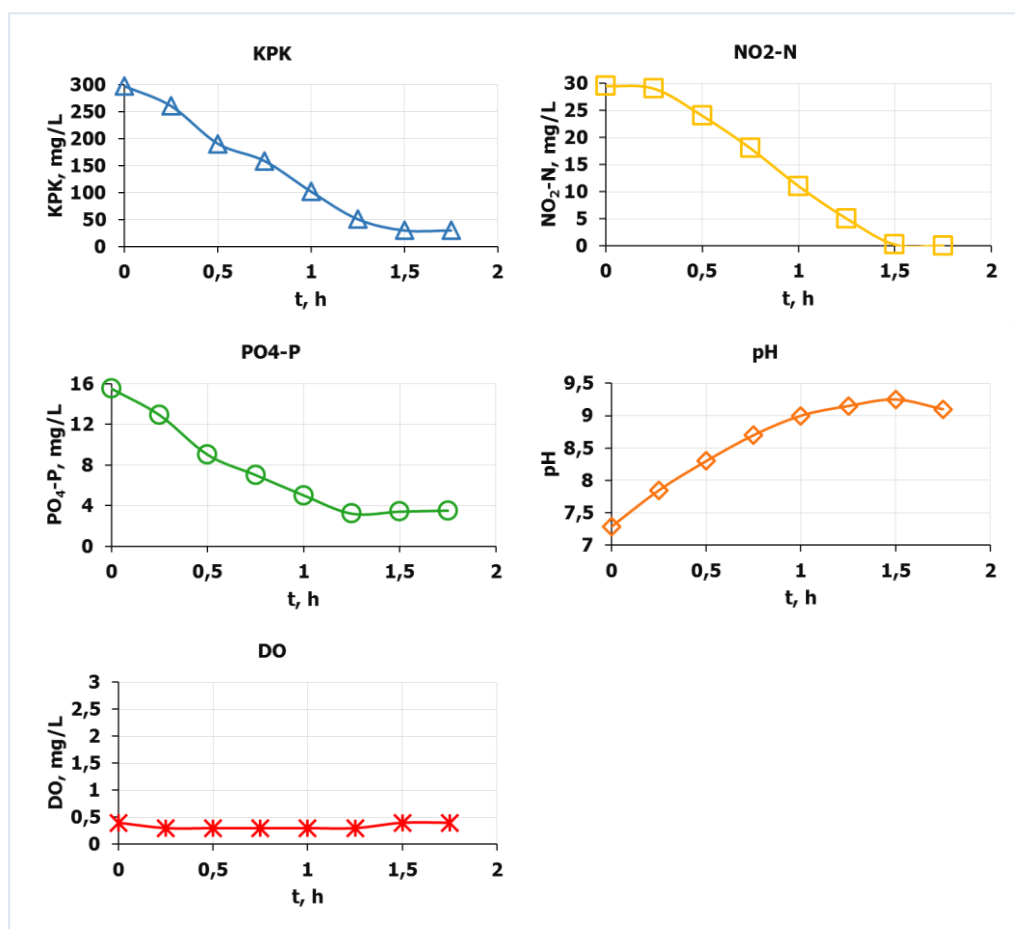 KPK
300
250
200
150
100
50
0
KPK, mg/L
0 0,5 1 1,5 2
t, h
NO2-N
30
25
20
15
10
5
0
NO₂-N, mg/L
0 0,5 1 1,5 2
t, h
PO4-P
16
12
8
4
0
PO₄-P, mg/L
0 0,5 1 1,5 2
t, h
pH
9,5
9
8,5
8
7,5
7
pH
0 0,5 1 1,5 2
t, h
DO
3
2,5
2
1,5
1
0,5
0
DO, mg/L
0 0,5 1 1,5 2
t, h